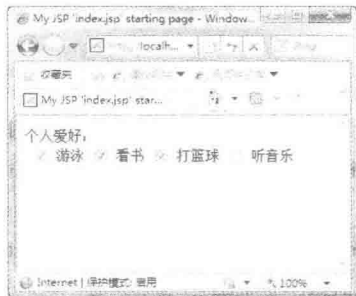 My JSP 'index.jsp' starting page - Window...
localh...
收藏夹
My JSP 'index.jsp' star...
个人爱好:
游泳 看书 打篮球 听音乐
Internet | 保护模式: 启用
100%